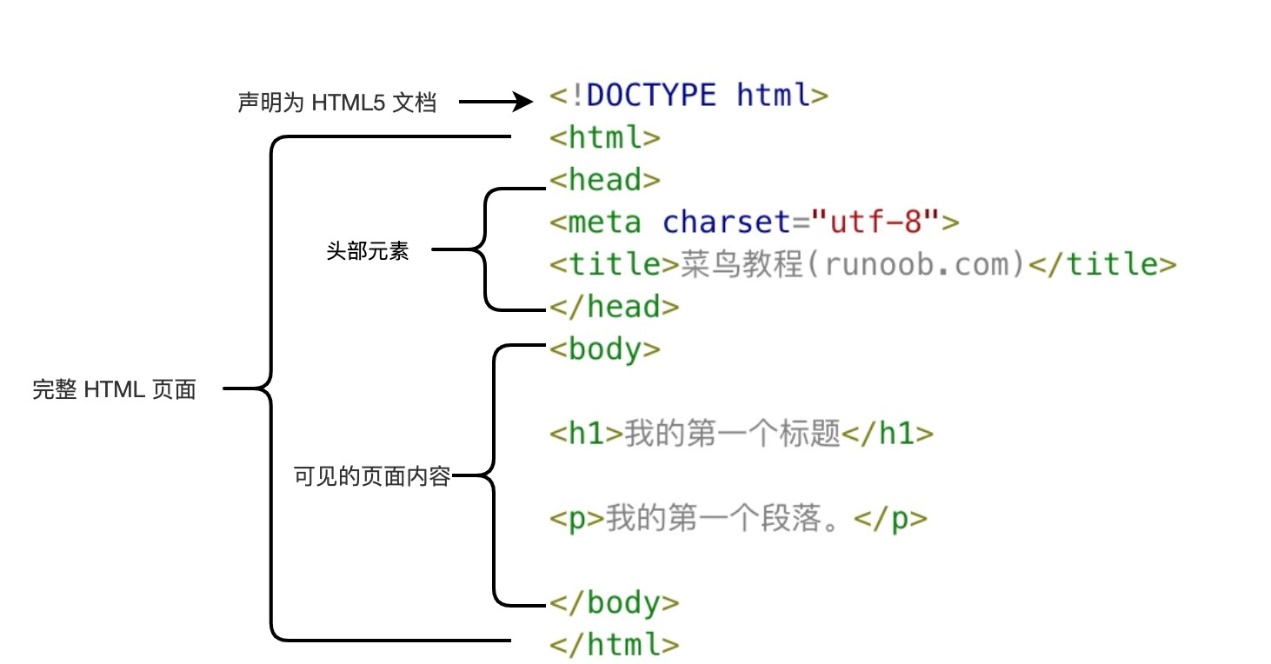 声明为 HTML5 文档
<!DOCTYPE html>
<html>
<head>
<meta charset="utf-8">
头部元素
<title>菜鸟教程(runoob.com)</title>
</head>
<body>
完整 HTML 页面
<h1>我的第一个标题</h1>
可见的页面内容
<p>我的第一个段落。</p>
</body>
</html>